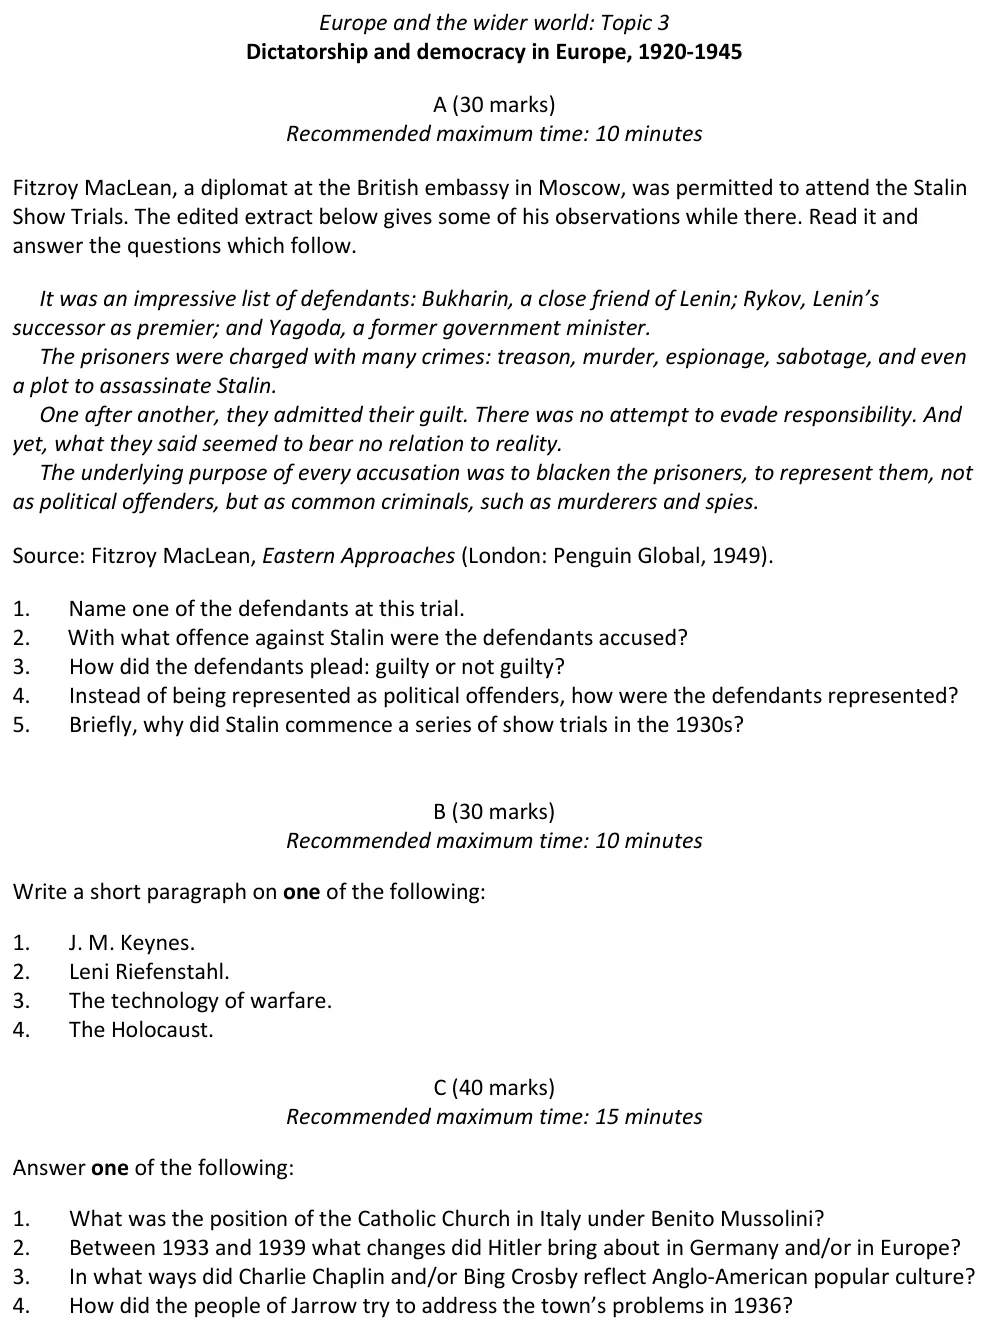 Europe and the wider world: Topic 3
Dictatorship and democracy in Europe, 1920-1945
A (30 marks)
Recommended maximum time: 10 minutes
Fitzroy MacLean, a diplomat at the British embassy in Moscow, was permitted to attend the Stalin
Show Trials. The edited extract below gives some of his observations while there. Read it and
answer the questions which follow.
It was an impressive list of defendants: Bukharin, a close friend of Lenin; Rykov, Lenin’s
successor as premier; and Yagoda, a former government minister.
The prisoners were charged with many crimes: treason, murder, espionage, sabotage, and even
a plot to assassinate Stalin.
One after another, they admitted their guilt. There was no attempt to evade responsibility. And
yet, what they said seemed to bear no relation to reality.
The underlying purpose of every accusation was to blacken the prisoners, to represent them, not
as political offenders, but as common criminals, such as murderers and spies.
Source: Fitzroy MacLean, Eastern Approaches (London: Penguin Global, 1949).
1. Name one of the defendants at this trial.
2. With what offence against Stalin were the defendants accused?
3. How did the defendants plead: guilty or not guilty?
4. Instead of being represented as political offenders, how were the defendants represented?
5. Briefly, why did Stalin commence a series of show trials in the 1930s?
B (30 marks)
Recommended maximum time: 10 minutes
Write a short paragraph on one of the following:
1. J. M. Keynes.
2. Leni Riefenstahl.
3. The technology of warfare.
4. The Holocaust.
C (40 marks)
Recommended maximum time: 15 minutes
Answer one of the following:
1. What was the position of the Catholic Church in Italy under Benito Mussolini?
2. Between 1933 and 1939 what changes did Hitler bring about in Germany and/or in Europe?
3. In what ways did Charlie Chaplin and/or Bing Crosby reflect Anglo-American popular culture?
4. How did the people of Jarrow try to address the town’s problems in 1936?